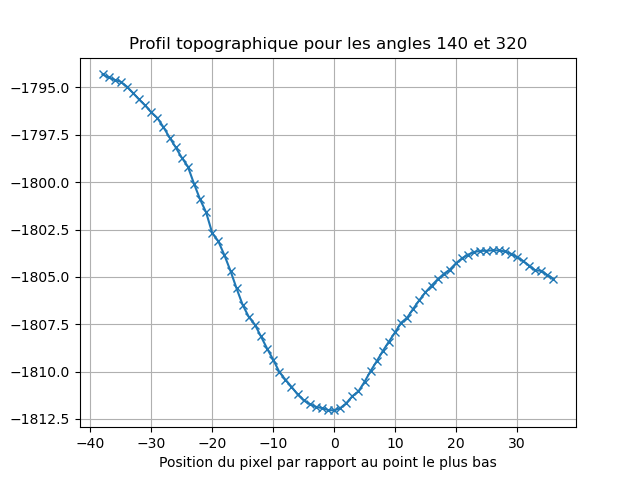 Profil topographique pour les angles 140 et 320
−1795.0
−1797.5
−1800.0
−1802.5
−1805.0
−1807.5
−1810.0
−1812.5
−40 −30 −20 −10 0 10 20 30
Position du pixel par rapport au point le plus bas